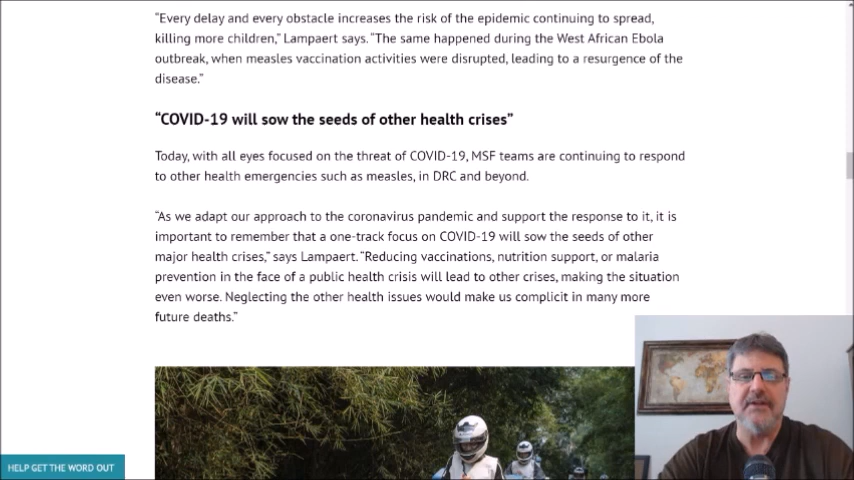 “Every delay and every obstacle increases the risk of the epidemic continuing to spread,
killing more children,” Lampaert says. “The same happened during the West African Ebola
outbreak, when measles vaccination activities were disrupted, leading to a resurgence of the
disease.”
“COVID-19 will sow the seeds of other health crises”
Today, with all eyes focused on the threat of COVID-19, MSF teams are continuing to respond
to other health emergencies such as measles, in DRC and beyond.
“As we adapt our approach to the coronavirus pandemic and support the response to it, it is
important to remember that a one-track focus on COVID-19 will sow the seeds of other
major health crises,” says Lampaert. “Reducing vaccinations, nutrition support, or malaria
prevention in the face of a public health crisis will lead to other crises, making the situation
even worse. Neglecting the other health issues would make us complicit in many more
future deaths.”
HELP GET THE WORD OUT